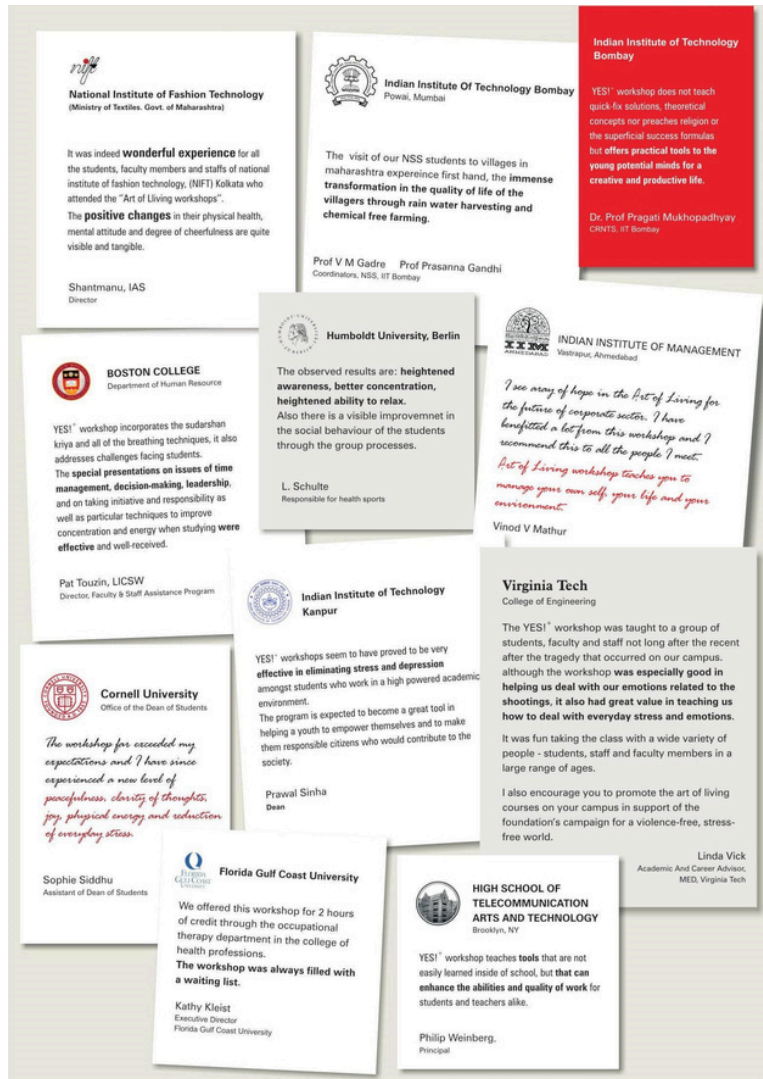 nift
National Institute of Fashion Technology
(Ministry of Textiles. Govt. of Maharashtra)
It was indeed wonderful experience for all
the students, faculty members and staffs of national
institute of fashion technology, (NIFT) Kolkata who
attended the "Art of Lliving workshops".
The positive changes in their physical health,
mental attitude and degree of cheerfulness are quite
visible and tangible.
Shantmanu, IAS
Director
Indian Institute Of Technology Bombay
Powai, Mumbai
The visit of our NSS students to villages in
maharashtra expereince first hand, the immense
transformation in the quality of life of the
villagers through rain water harvesting and
chemical free farming.
Prof V M Gadre Prof Prasanna Gandhi
Coordinators, NSS, IIT Bombay
Indian Institute of Technology
Bombay
YES!+ workshop does not teach
quick-fix solutions, theoretical
concepts nor preaches religion or
the superficial success formulas
but offers practical tools to the
young potential minds for a
creative and productive life.
Dr. Prof Pragati Mukhopadhyay
CRNTS, IIT Bombay
BOSTON COLLEGE
Department of Human Resource
YES!+ workshop incorporates the sudarshan
kriya and all of the breathing techniques, it also
addresses challenges facing students.
The special presentations on issues of time
management, decision-making, leadership,
and on taking initiative and responsibility as
well as particular techniques to improve
concentration and energy when studying were
effective and well-received.
Pat Touzin, LICSW
Director, Faculty & Staff Assistance Program
Humboldt University, Berlin
The observed results are: heightened
awareness, better concentration,
heightened ability to relax.
Also there is a visible improvemnet in
the social behaviour of the students
through the group processes.
L. Schulte
Responsible for health sports
IIM
AHMEDABAD
INDIAN INSTITUTE OF MANAGEMENT
Vastrapur, Ahmedabad
I see aray of hope in the Art of Living for
the future of corporate sector. I have
benefitted a lot from this workshop and I
recommend this to all the people I meet.
Art of Living workshop teaches you to
manage your own self, your life and your
environment.
Vinod V Mathur
Indian Institute of Technology
Kanpur
YES!+ workshops seem to have proved to be very
effective in eliminating stress and depression
amongst students who work in a high powered academic
environment.
The program is expected to become a great tool in
helping a youth to empower themselves and to make
them responsible citizens who would contribute to the
society.
Prawal Sinha
Dean
Virginia Tech
College of Engineering
The YES!+ workshop was taught to a group of
students, faculty and staff not long after the recent
after the tragedy that occurred on our campus.
although the workshop was especially good in
helping us deal with our emotions related to the
shootings, it also had great value in teaching us
how to deal with everyday stress and emotions.
It was fun taking the class with a wide variety of
people - students, staff and faculty members in a
large range of ages.
I also encourage you to promote the art of living
courses on your campus in support of the
foundation's campaign for a violence-free, stress-
free world.
Linda Vick
Academic And Career Advisor,
MED, Virginia Tech
Cornell University
Office of the Dean of Students
The workshop far exceeded my
expectations and I have since
experienced a new level of
peacefulness, clarity of thoughts,
joy, physical energy and reduction
of everyday stress.
Sophie Siddhu
Assistant of Dean of Students
FLORIDA
GULF COAST
UNIVERSITY
Florida Gulf Coast University
We offered this workshop for 2 hours
of credit through the occupational
therapy department in the college of
health professions.
The workshop was always filled with
a waiting list.
Kathy Kleist
Executive Director
Florida Gulf Coast University
HIGH SCHOOL OF
TELECOMMUNICATION
ARTS AND TECHNOLOGY
Brooklyn, NY
YES!+ workshop teaches tools that are not
easily learned inside of school, but that can
enhance the abilities and quality of work for
students and teachers alike.
Philip Weinberg.
Principal